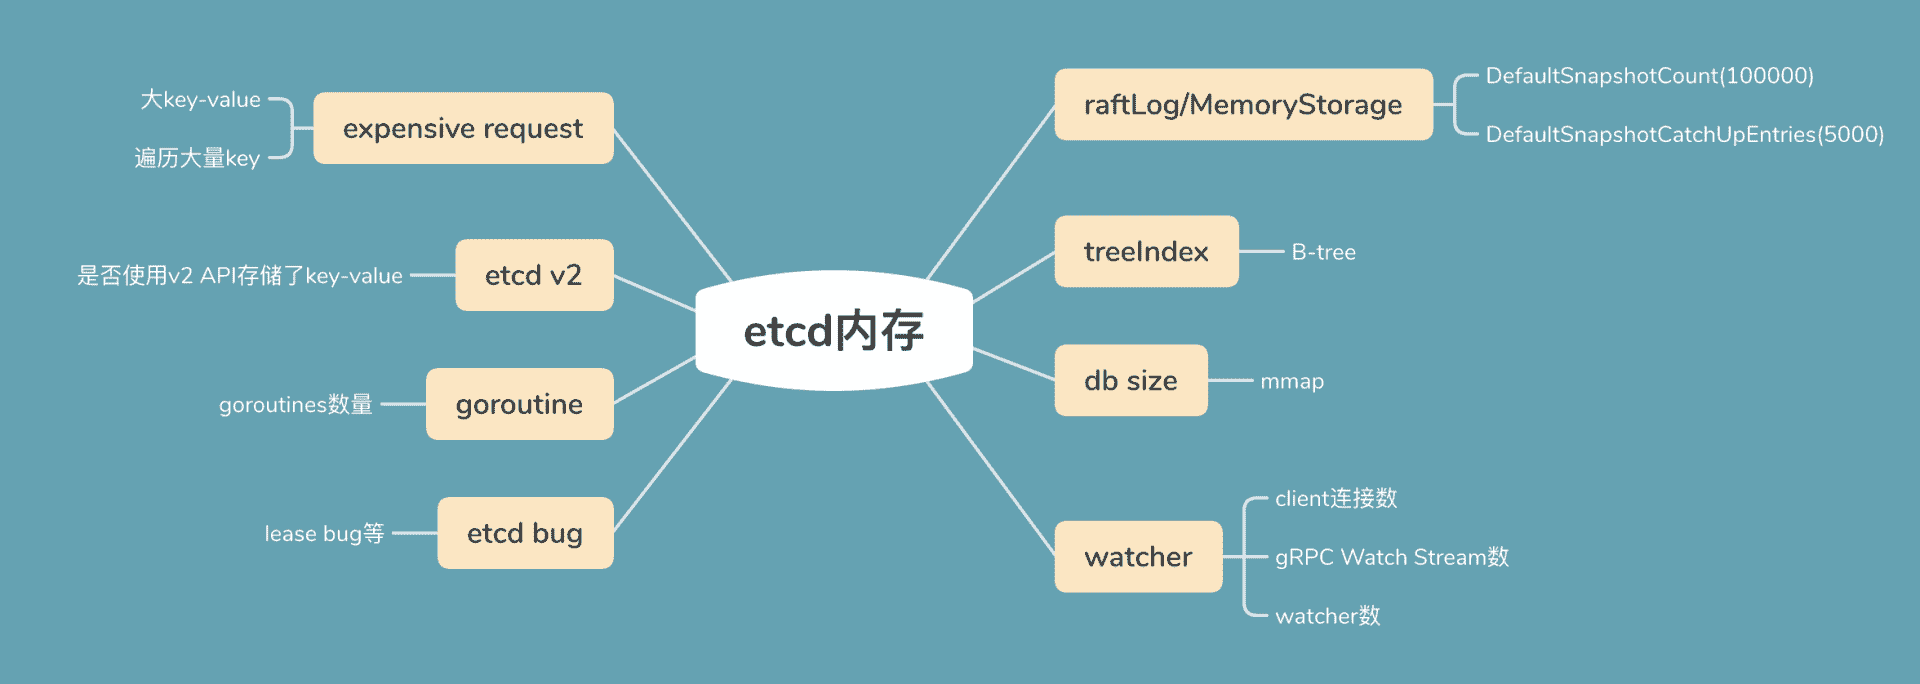 etcd内存
expensive request
大key-value
遍历大量key
etcd v2
是否使用v2 API存储了key-value
goroutine
goroutines数量
etcd bug
lease bug等
raftLog/MemoryStorage
DefaultSnapshotCount(100000)
DefaultSnapshotCatchUpEntries(5000)
treeIndex
B-tree
db size
mmap
watcher
client连接数
gRPC Watch Stream数
watcher数